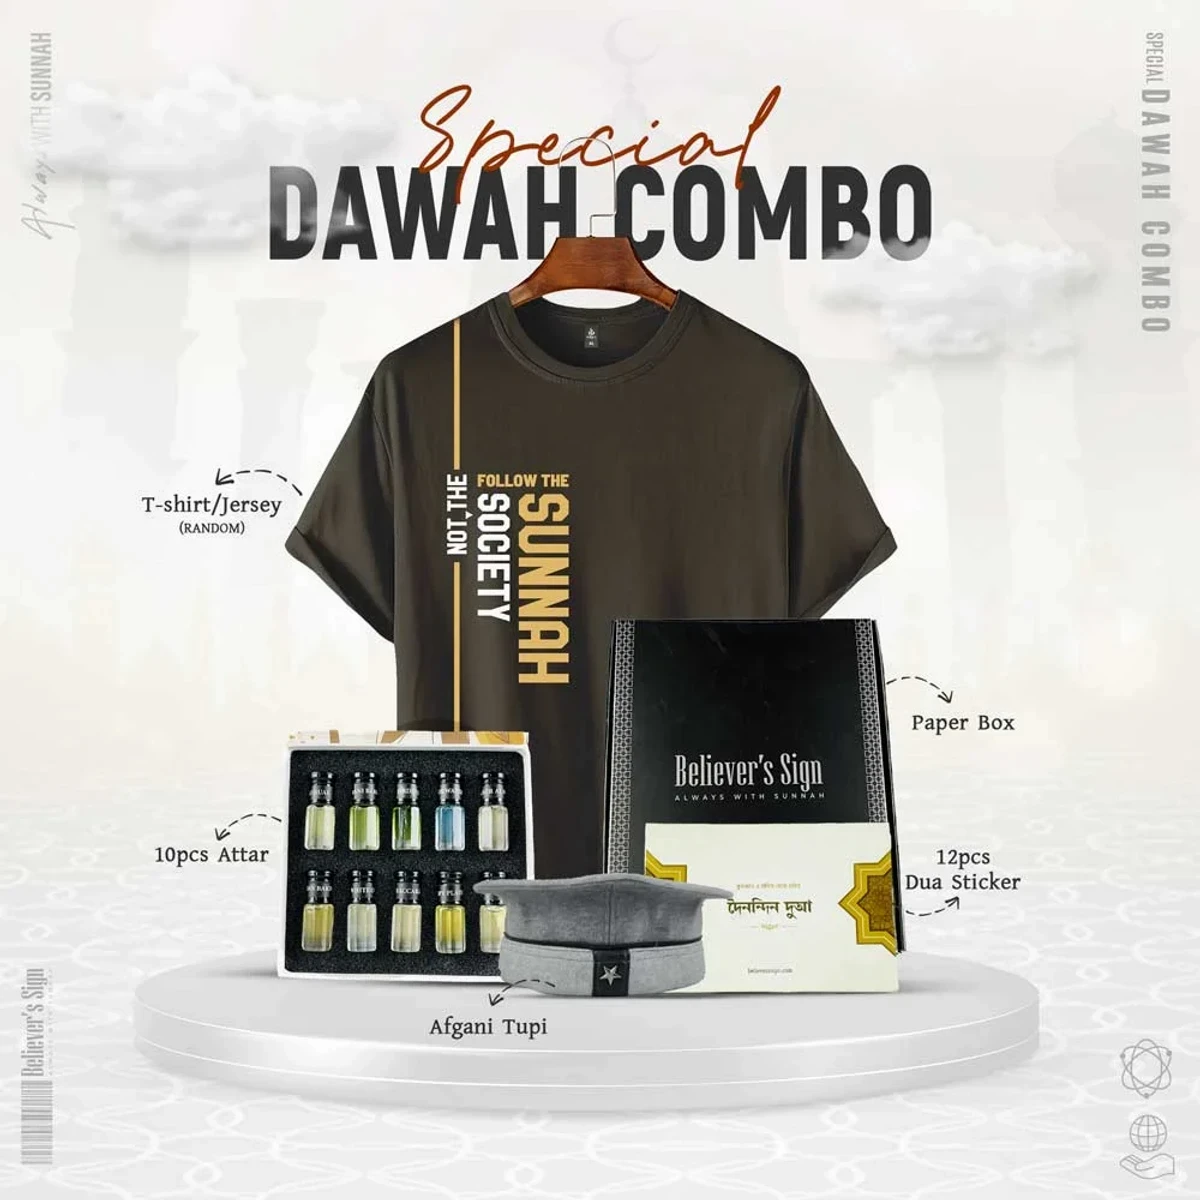 Always WITH SUNNAH
SPECIAL DAWAH COMBO
Special
DAWAH COMBO
T-shirt/Jersey
(RANDOM)
FOLLOW THE
SUNNAH
NOT THE
SOCIETY
Paper Box
Believer's Sign
ALWAYS WITH SUNNAH
10pcs Attar
12pcs
Dua Sticker
দৈনন্দিন দুআ
Afgani Tupi
Believer's Sign